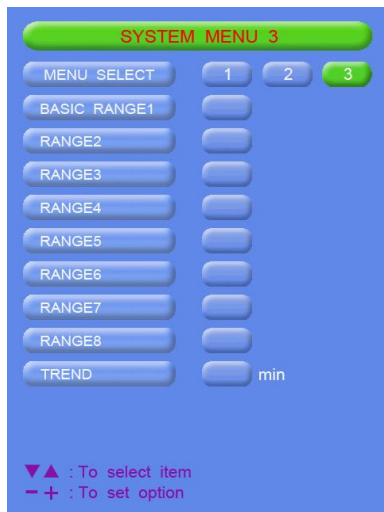 SYSTEM MENU 3
MENU SELECT 1 2 3
BASIC RANGE1
RANGE2
RANGE3
RANGE4
RANGE5
RANGE6
RANGE7
RANGE8
TREND min
▼▲ : To select item
－＋ : To set option